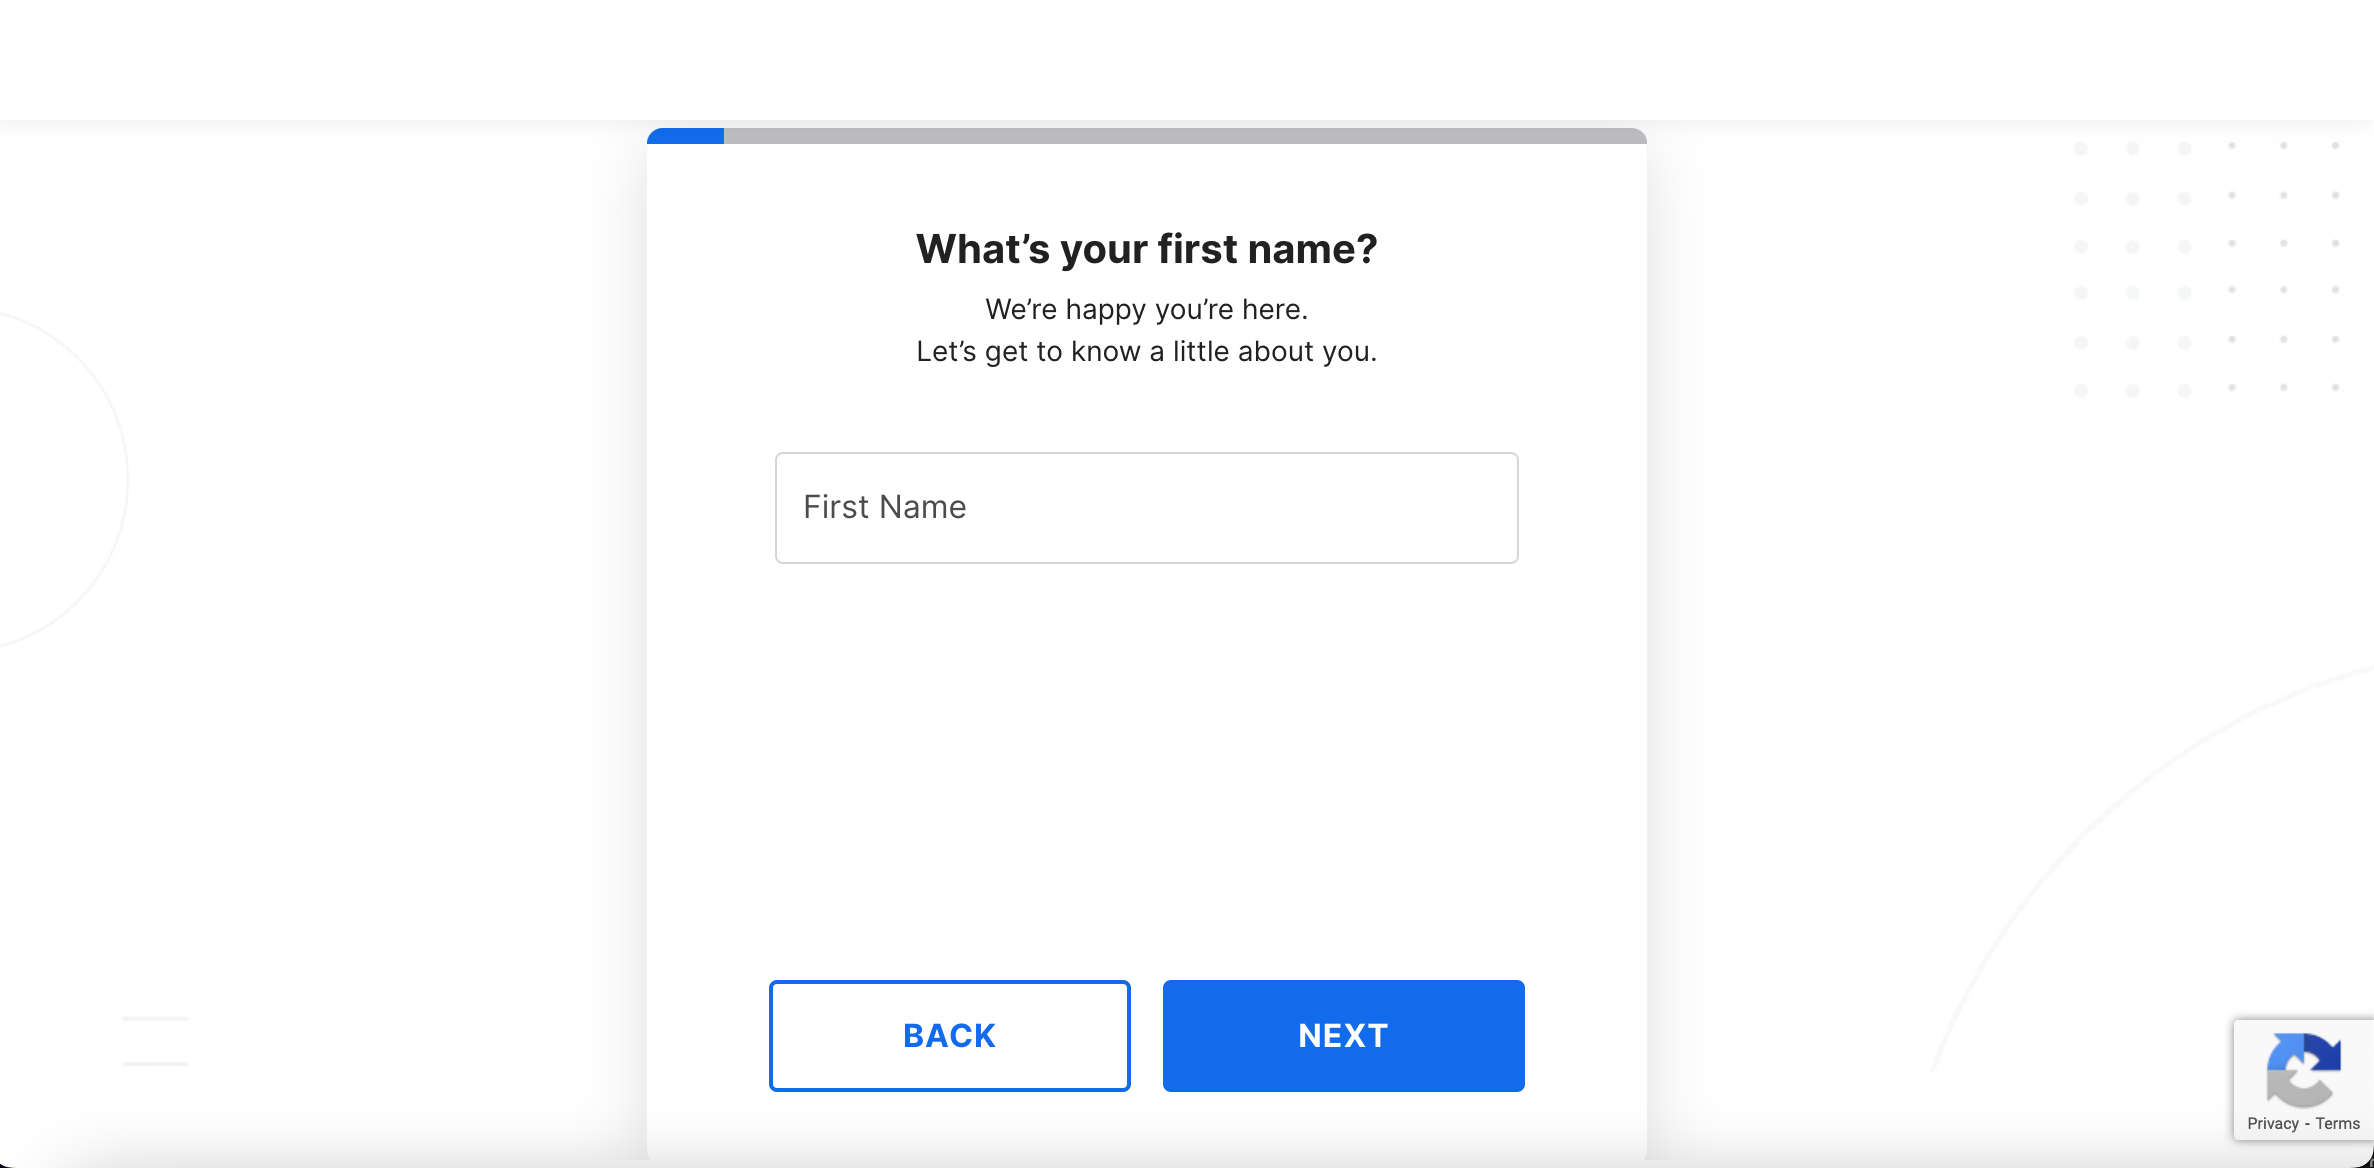 What’s your first name?
We’re happy you’re here.
Let’s get to know a little about you.
First Name
BACK
NEXT
Privacy - Terms